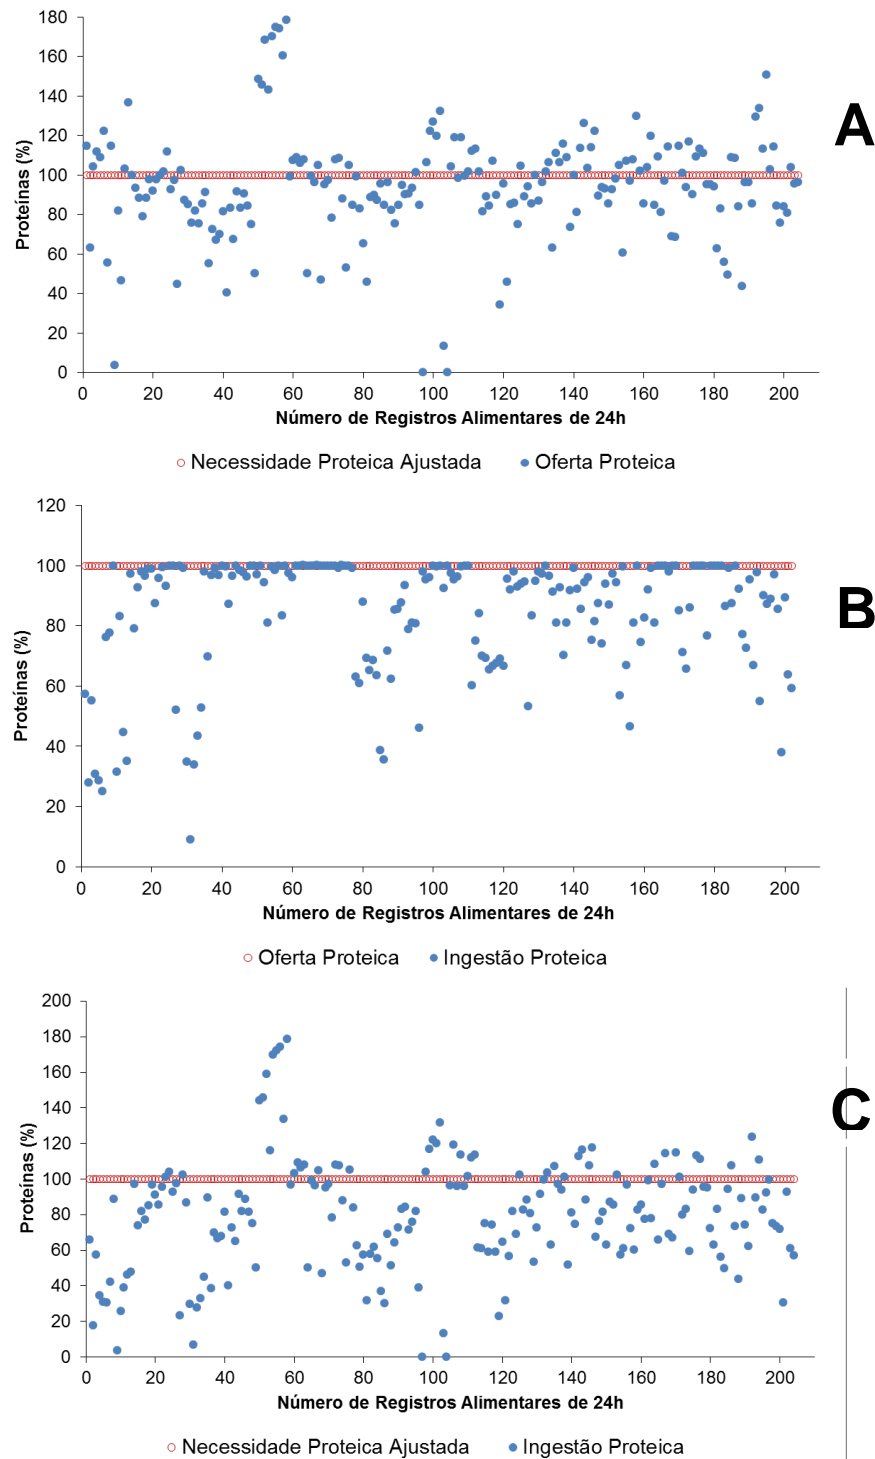 180
160
140
120
100
80
60
40
20
0
Proteínas (%)
A
0 20 40 60 80 100 120 140 160 180 200
Número de Registros Alimentares de 24h
Necessidade Proteica Ajustada Oferta Proteica
120
100
80
60
40
20
0
Proteínas (%)
B
0 20 40 60 80 100 120 140 160 180 200
Número de Registros Alimentares de 24h
Oferta Proteica Ingestão Proteica
200
180
160
140
120
100
80
60
40
20
0
Proteínas (%)
C
0 20 40 60 80 100 120 140 160 180 200
Número de Registros Alimentares de 24h
Necessidade Proteica Ajustada Ingestão Proteica